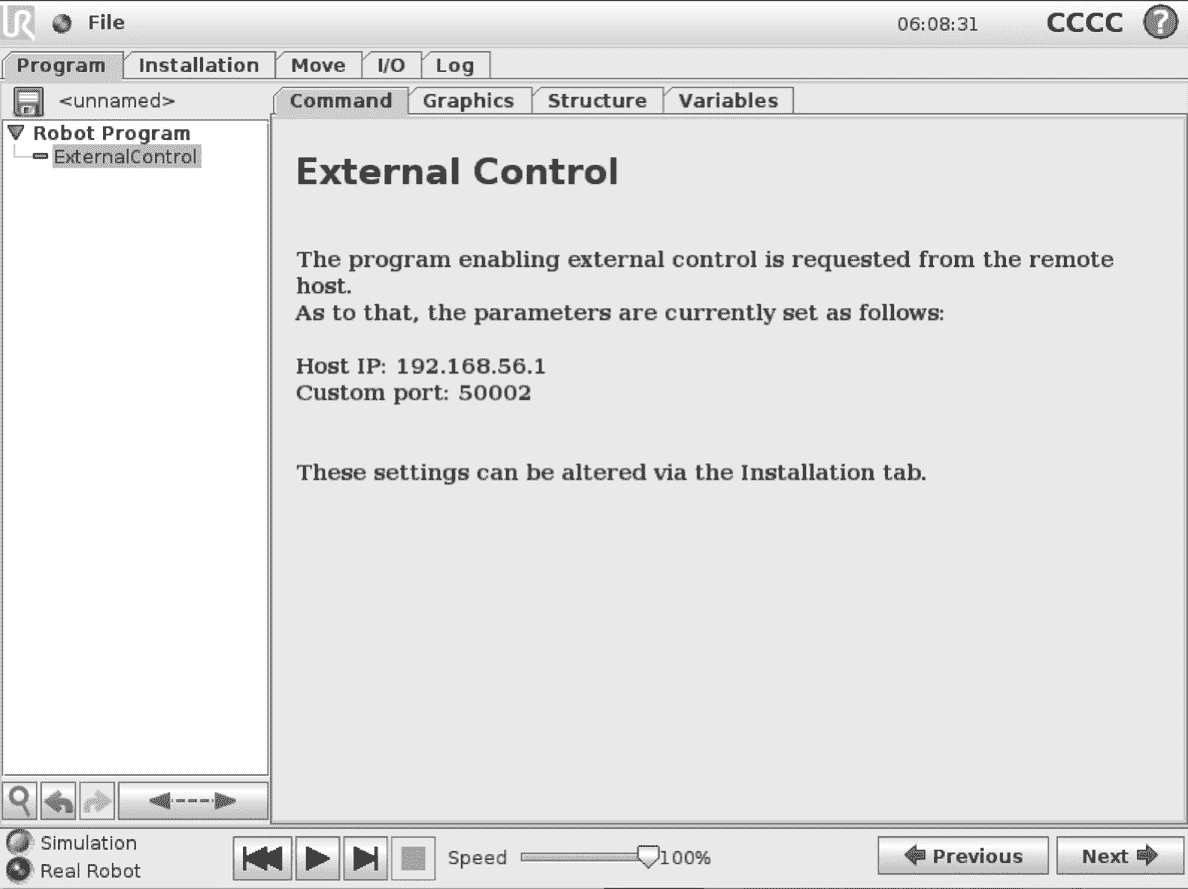 UR File 06:08:31 CCCC ?
Program Installation Move I/O Log
<unnamed>
Command Graphics Structure Variables
Robot Program
ExternalControl
External Control
The program enabling external control is requested from the remote
host.
As to that, the parameters are currently set as follows:
Host IP: 192.168.56.1
Custom port: 50002
These settings can be altered via the Installation tab.
Simulation
Real Robot
Speed 100%
Previous Next